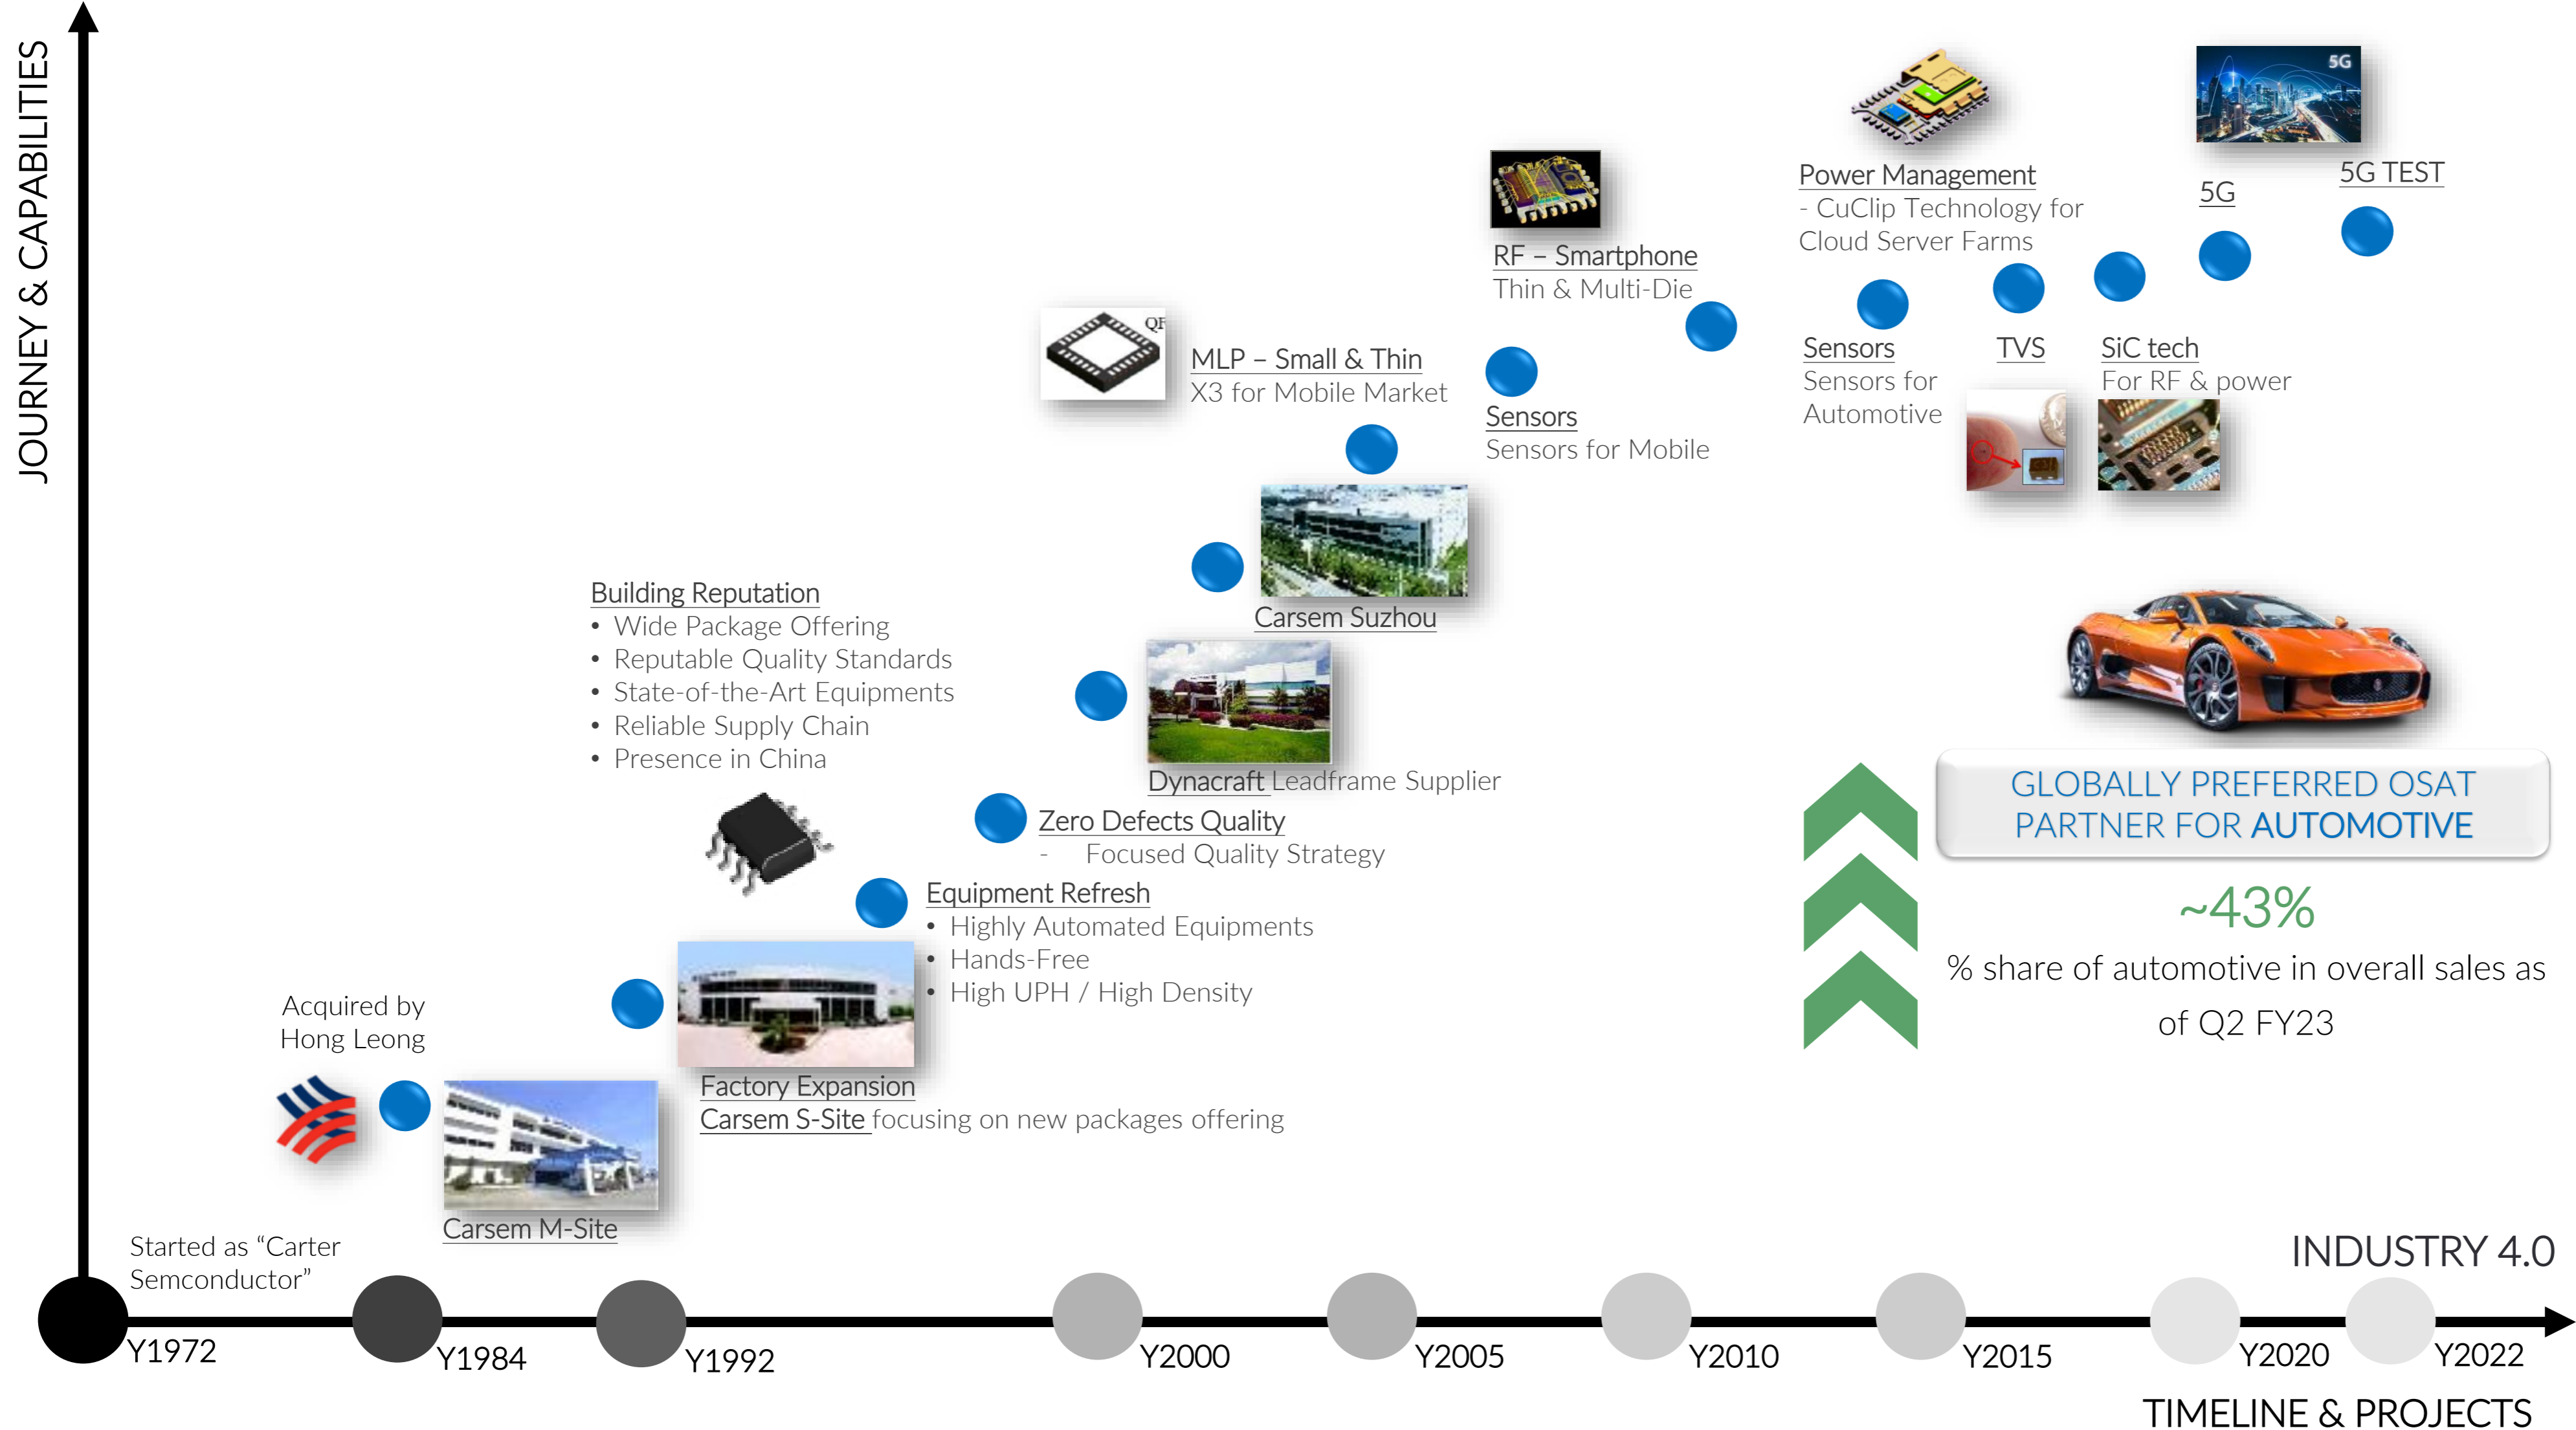 JOURNEY & CAPABILITIES
5G
5G TEST
5G
Power Management
- CuClip Technology for
Cloud Server Farms
RF – Smartphone
Thin & Multi-Die
QF
MLP – Small & Thin
X3 for Mobile Market
Sensors
Sensors for Mobile
Sensors
Sensors for
Automotive
TVS
SiC tech
For RF & power
Carsem Suzhou
Building Reputation
• Wide Package Offering
• Reputable Quality Standards
• State-of-the-Art Equipments
• Reliable Supply Chain
• Presence in China
Dynacraft Leadframe Supplier
Zero Defects Quality
- Focused Quality Strategy
Equipment Refresh
• Highly Automated Equipments
• Hands-Free
• High UPH / High Density
GLOBALLY PREFERRED OSAT
PARTNER FOR AUTOMOTIVE
~43%
% share of automotive in overall sales as
of Q2 FY23
Acquired by
Hong Leong
Factory Expansion
Carsem S-Site focusing on new packages offering
Carsem M-Site
Started as “Carter
Semconductor”
INDUSTRY 4.0
Y1972
Y1984
Y1992
Y2000
Y2005
Y2010
Y2015
Y2020
Y2022
TIMELINE & PROJECTS